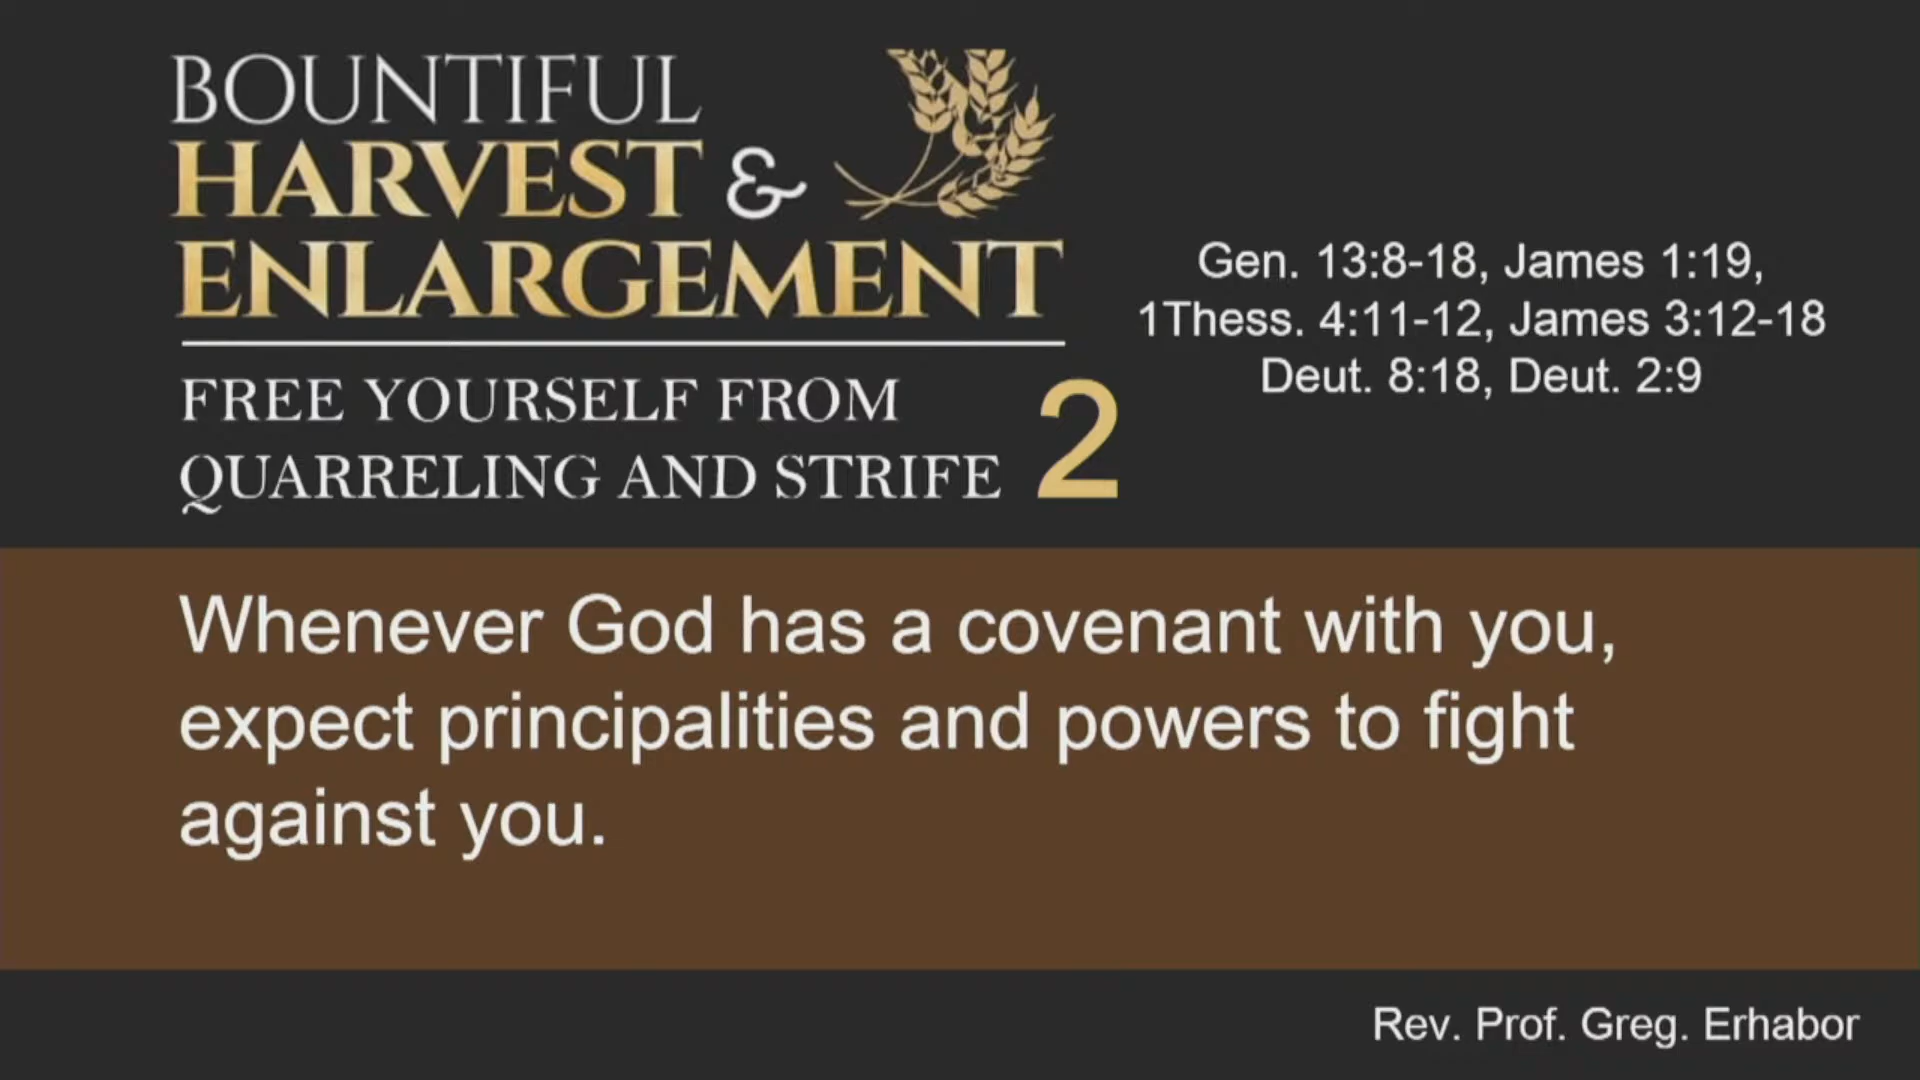 BOUNTIFUL
HARVEST &
ENLARGEMENT
FREE YOURSELF FROM
QUARRELING AND STRIFE 2
Gen. 13:8-18, James 1:19,
1Thess. 4:11-12, James 3:12-18
Deut. 8:18, Deut. 2:9
Whenever God has a covenant with you,
expect principalities and powers to fight
against you.
Rev. Prof. Greg. Erhabor